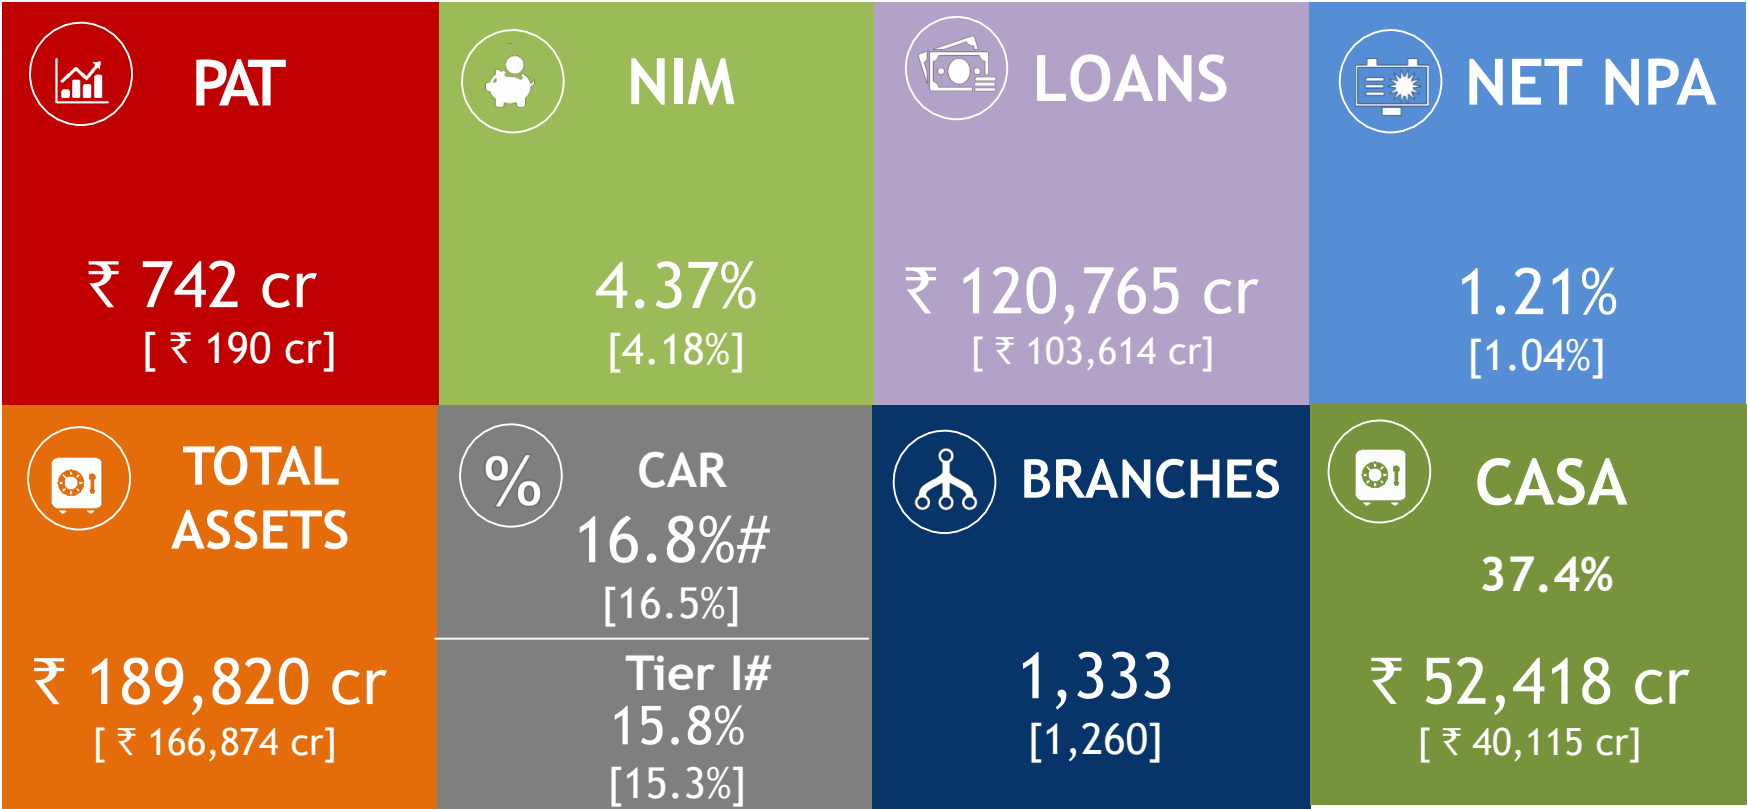 PAT
₹ 742 cr
[ ₹ 190 cr]
NIM
4.37%
[4.18%]
LOANS
₹ 120,765 cr
[ ₹ 103,614 cr]
NET NPA
1.21%
[1.04%]
TOTAL
ASSETS
₹ 189,820 cr
[ ₹ 166,874 cr]
%
CAR
16.8%#
[16.5%]
Tier I#
15.8%
[15.3%]
BRANCHES
1,333
[1,260]
CASA
37.4%
₹ 52,418 cr
[ ₹ 40,115 cr]